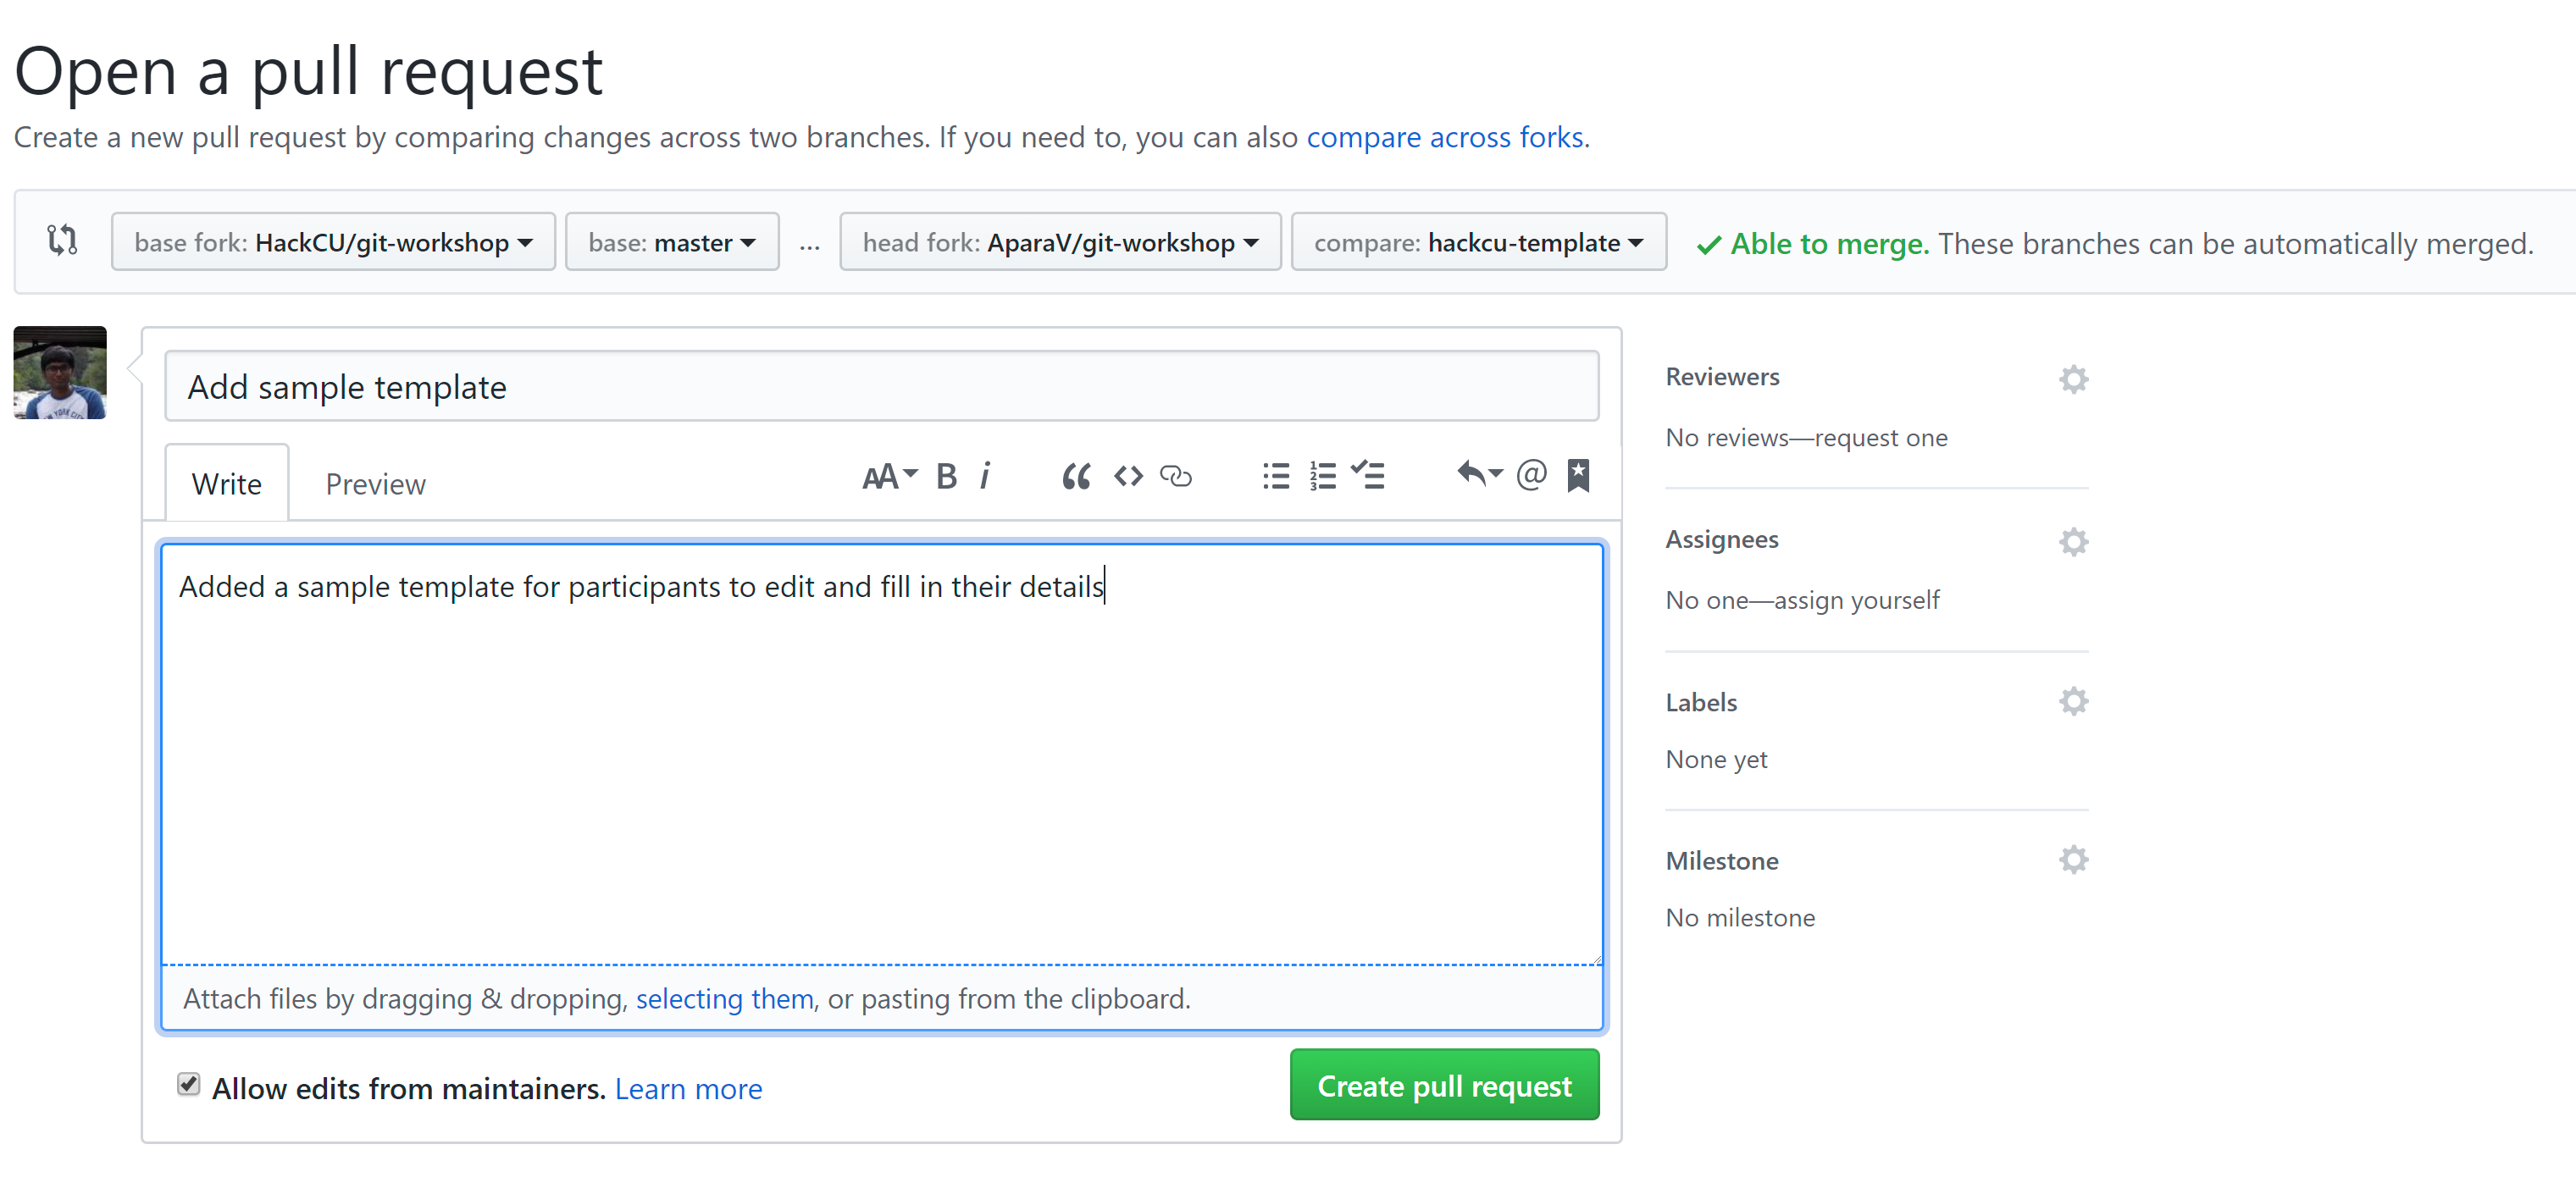 Open a pull request
Create a new pull request by comparing changes across two branches. If you need to, you can also compare across forks.
base fork: HackCU/git-workshop base: master ... head fork: AparaV/git-workshop compare: hackcu-template Able to merge. These branches can be automatically merged.
Add sample template
Write Preview AA B i @
Added a sample template for participants to edit and fill in their details
Attach files by dragging & dropping, selecting them, or pasting from the clipboard.
Allow edits from maintainers. Learn more
Create pull request
Reviewers
No reviews—request one
Assignees
No one—assign yourself
Labels
None yet
Milestone
No milestone